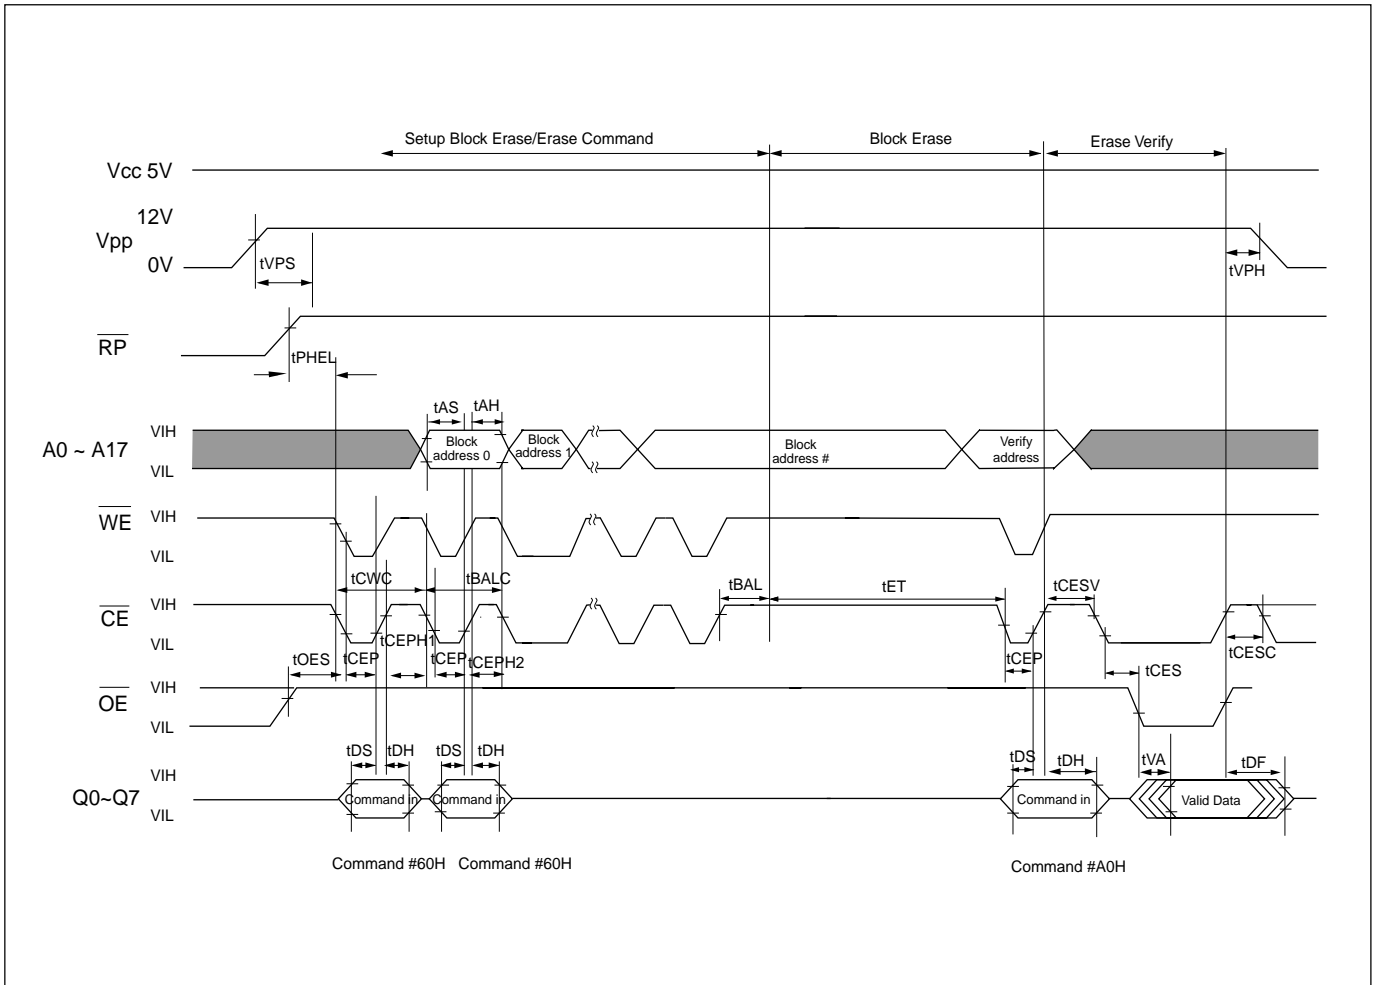 Setup Block Erase/Erase Command Block Erase Erase Verify
Vcc 5V
12V
Vpp
0V
tVPS tVPH
RP
tPHEL
tAS tAH
A0 ~ A17 VIH
VIL
Block address 0
Block address 1
Block address #
Verify address
WE VIH
VIL
tCWC tBALC tBAL tET tCESV
CE VIH
VIL
tCEPH1
tOES tCEP tCEP tCEPH2 tCEP tCES tCESC
OE VIH
VIL
tDS tDH tDS tDH tDS tDH tVA tDF
Q0~Q7 VIH
VIL
Command in Command in Command in Valid Data
Command #60H Command #60H Command #A0H